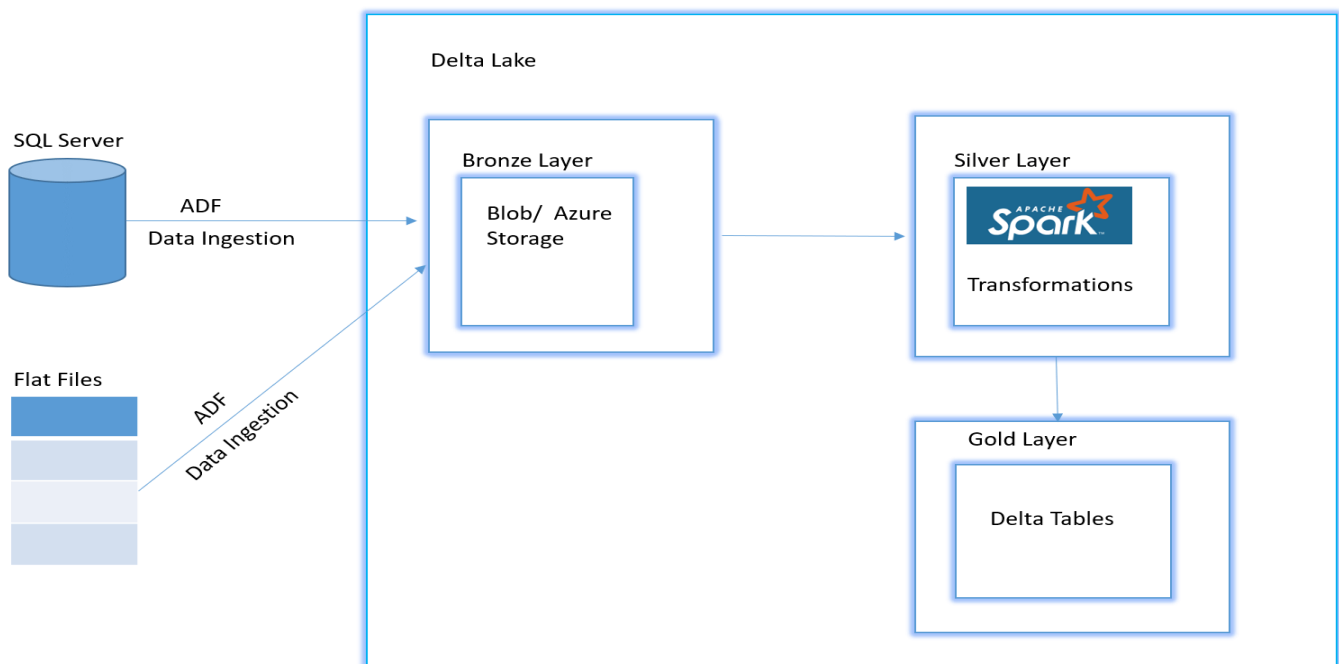 Delta Lake
SQL Server
ADF
Data Ingestion
Flat Files
ADF
Data Ingestion
Bronze Layer
Blob/ Azure
Storage
Silver Layer
APACHE
Spark™
Transformations
Gold Layer
Delta Tables